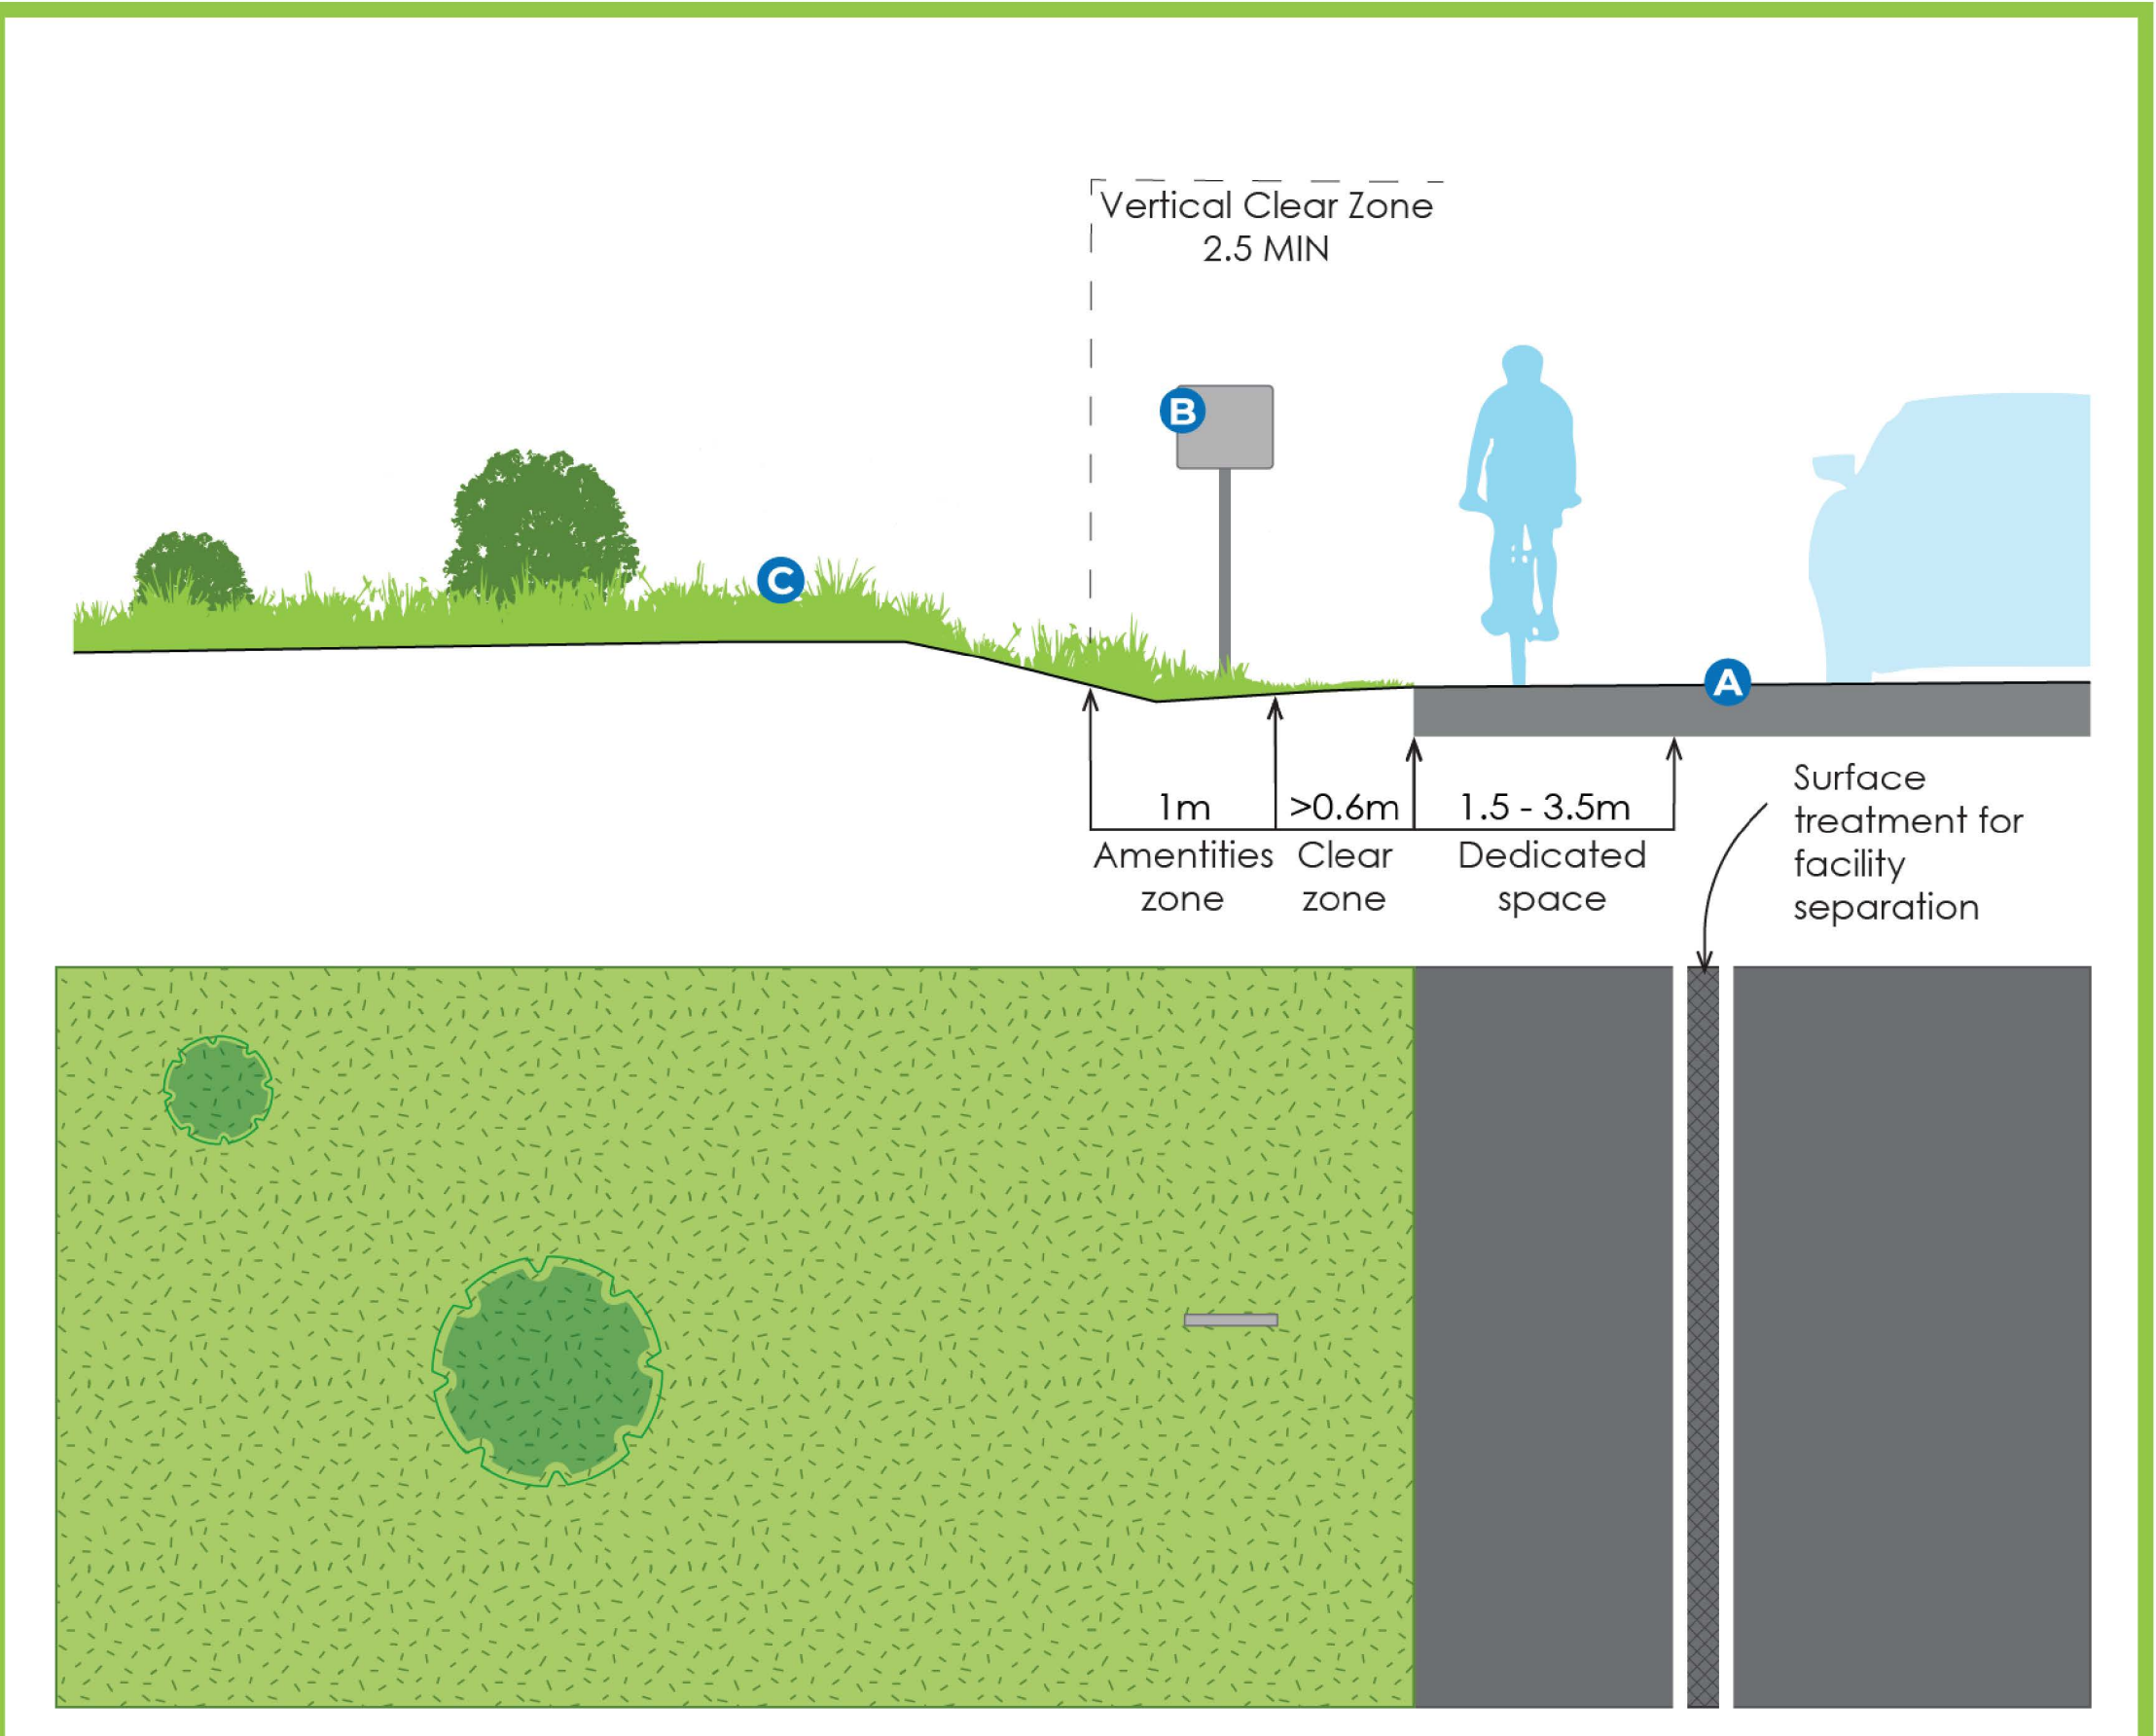 Vertical Clear Zone
2.5 MIN
B
C
A
1m
>0.6m
1.5 - 3.5m
Amentities
zone
Clear
zone
Dedicated
space
Surface
treatment for
facility
separation